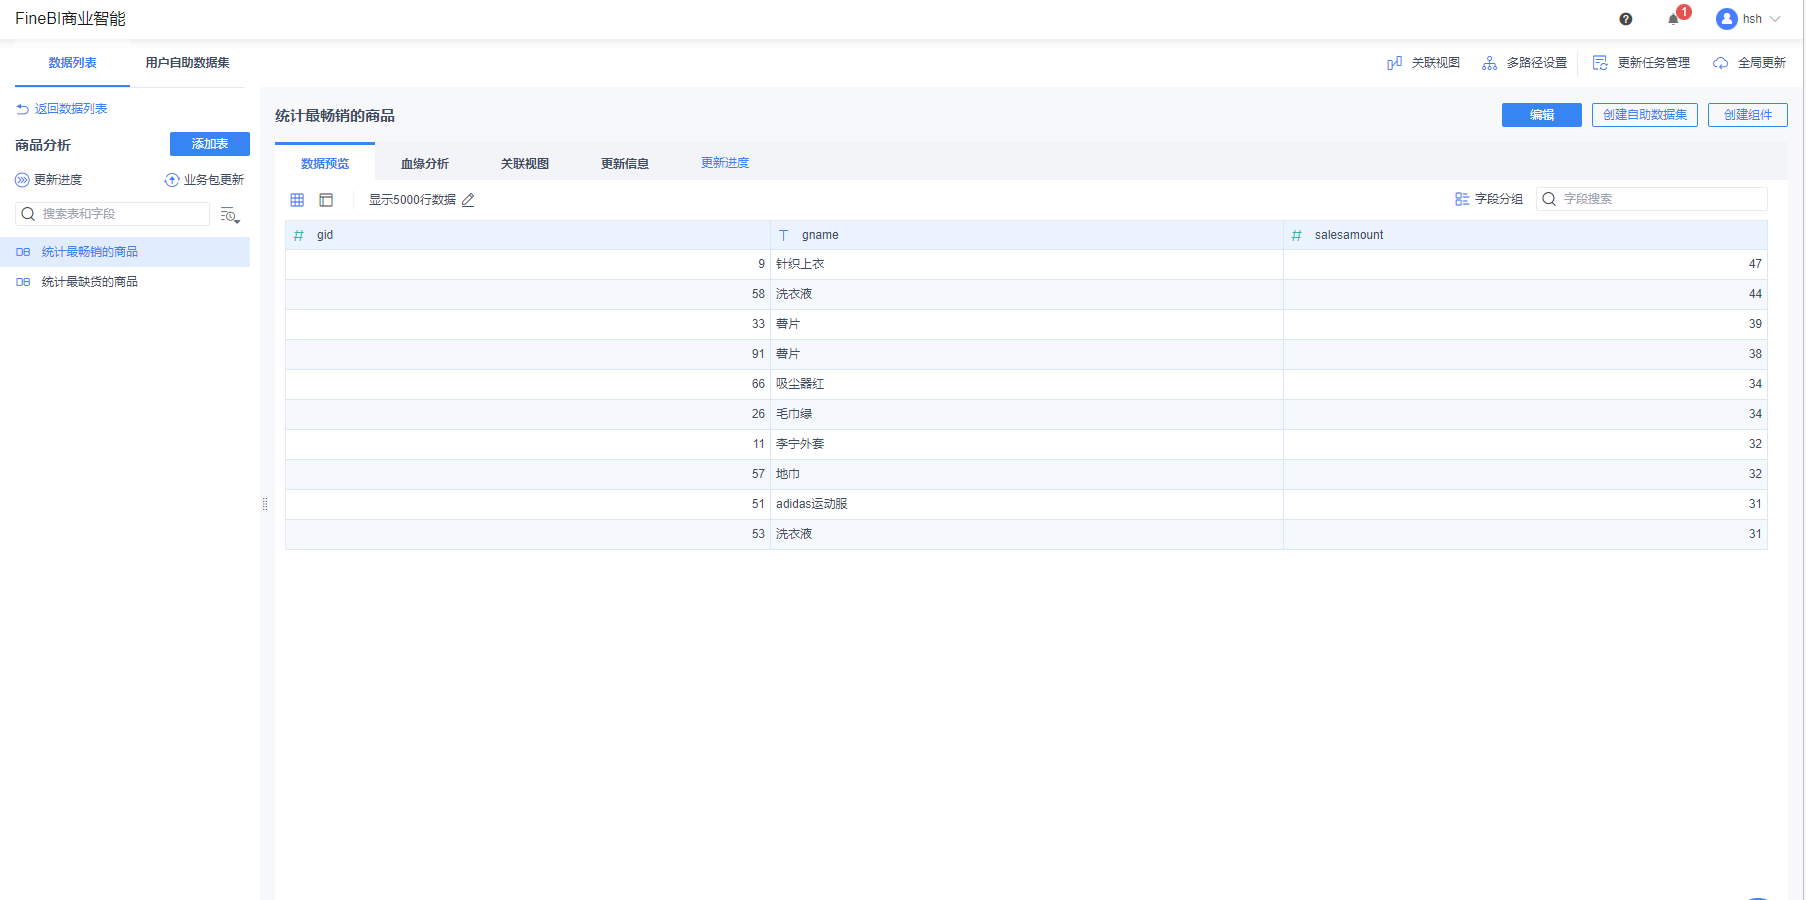 FineBI商业智能
1
hsh
数据列表 用户自助数据集
关联视图 多路径设置 更新任务管理 全局更新
返回数据列表
商品分析 添加表
更新进度 业务包更新
搜索表和字段
DB 统计最畅销的商品
DB 统计最缺货的商品
统计最畅销的商品
编辑 创建自助数据集 创建组件
数据预览 血缘分析 关联视图 更新信息 更新进度
显示5000行数据 字段分组 字段搜索
# gid T gname # salesamount
9 针织上衣 47
58 洗衣液 44
33 薯片 39
91 薯片 38
66 吸尘器红 34
26 毛巾绿 34
11 李宁外套 32
57 地巾 32
51 adidas运动服 31
53 洗衣液 31